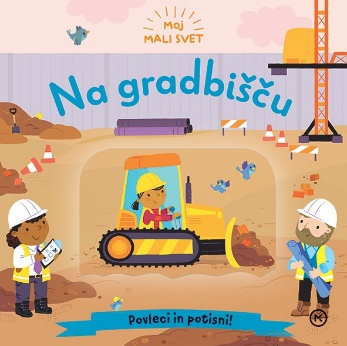 Moj
MALI SVET
Na gradbišču
Povleci in potisni!